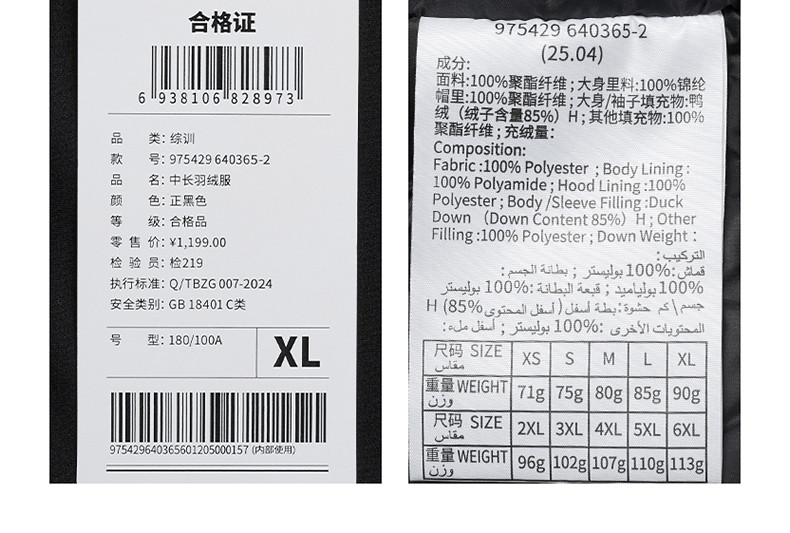 合格证
6 938106 828973
品 类: 综训
款 号: 975429 640365-2
品 名: 中长羽绒服
颜 色: 正黑色
等 级: 合格品
零 售 价: ¥1,199.00
检 验 员: 检219
执行标准: Q/TBZG 007-2024
安全类别: GB 18401 C类
号 型: 180/100A
XL
975429640365601205000157 (内部使用)
975429 640365-2
(25.04)
成分:
面料:100%聚酯纤维 ; 大身里料:100%锦纶
帽里:100%聚酯纤维 ; 大身/袖子填充物:鸭
绒（绒子含量85%）H ; 其他填充物:100%
聚酯纤维 ; 充绒量:
Composition:
Fabric :100% Polyester ; Body Lining :
100% Polyamide ; Hood Lining :100%
Polyester ; Body /Sleeve Filling :Duck
Down （Down Content 85%）H ; Other
Filling :100% Polyester ; Down Weight :
التركيب:
قماش:100% بوليستر ; بطانة الجسم:
100% بولياميد ; قبعة البطانة :100% بوليستر
جسم\كم حشوة:بطة أسفل (أسفل المحتوى 85%) H
المحتويات الأخرى :100% بوليستر ; أسفل ملء:
尺码 SIZE XS S M L XL
مقاس
重量 WEIGHT 71g 75g 80g 85g 90g
وزن
尺码 SIZE 2XL 3XL 4XL 5XL 6XL
مقاس
重量 WEIGHT 96g 102g 107g 110g 113g
وزن